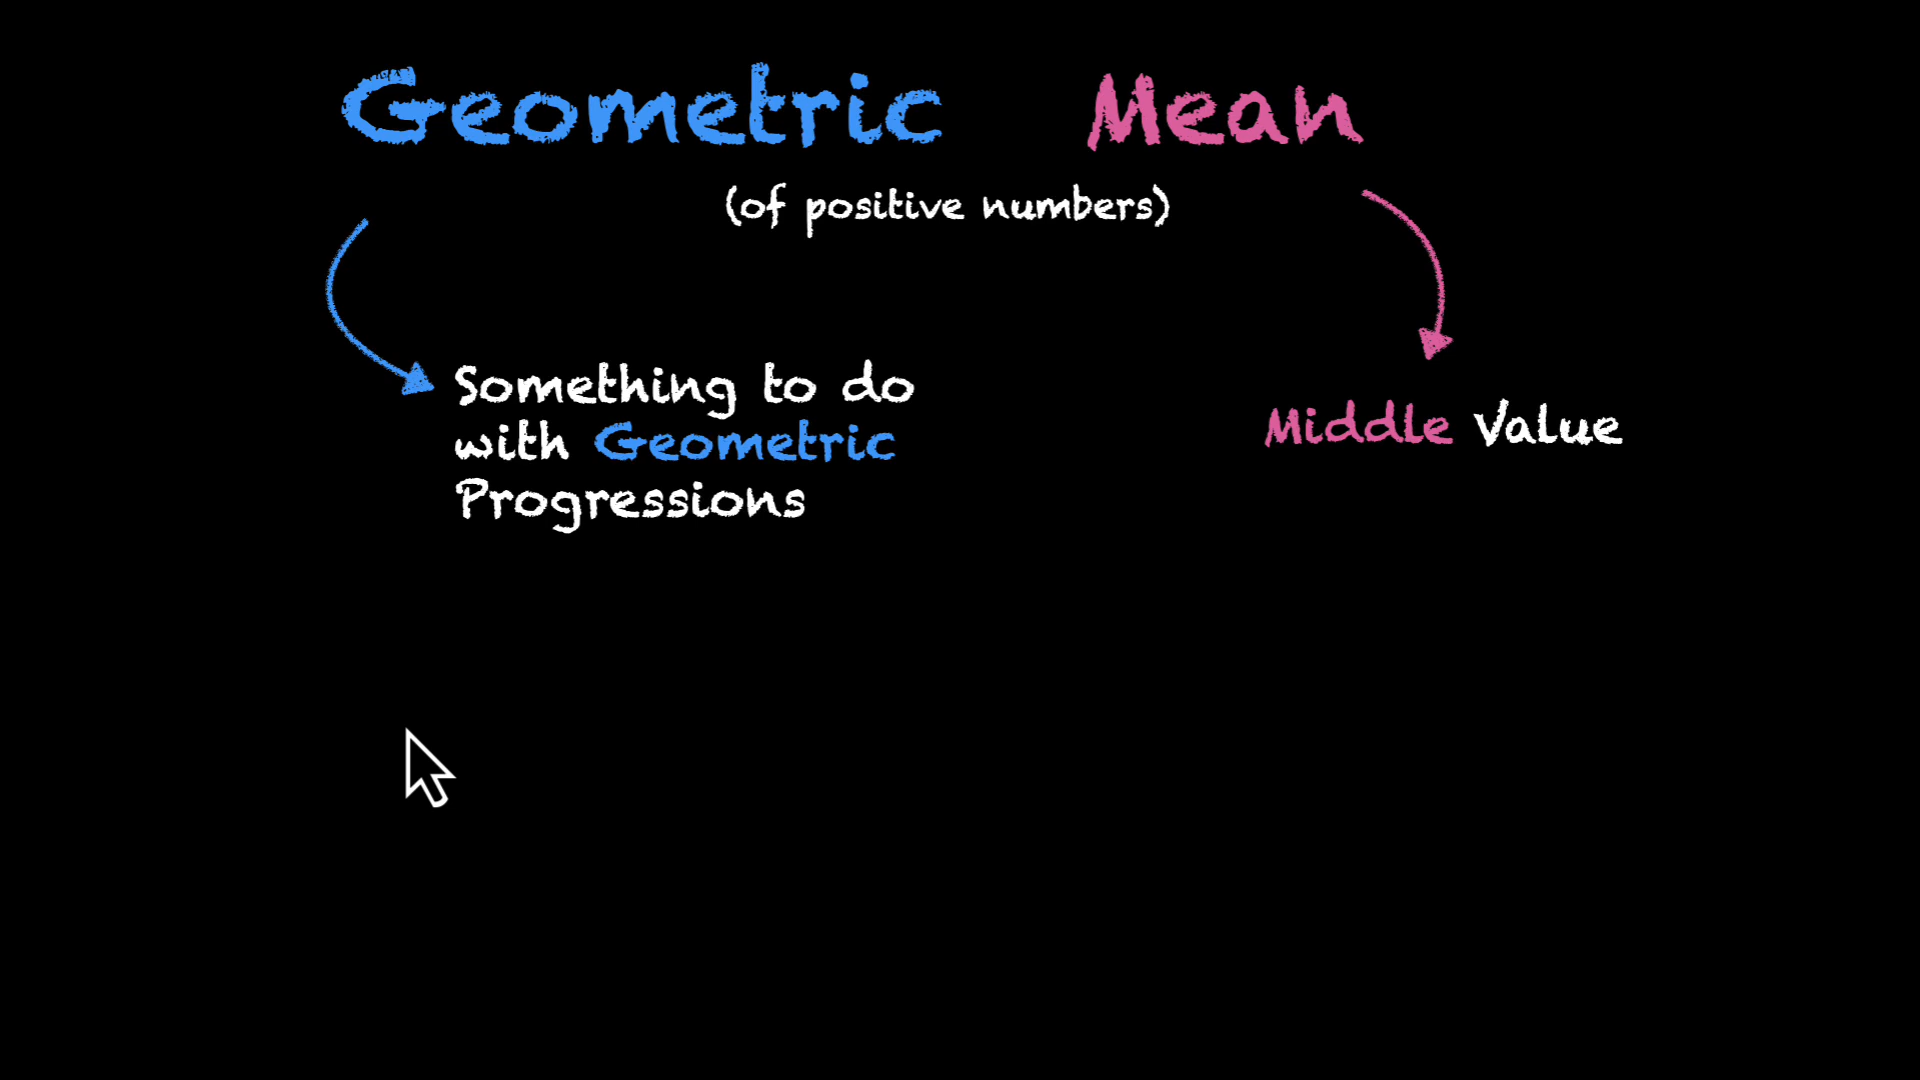 Geometric Mean
(of positive numbers)
Something to do
with Geometric
Progressions
Middle Value